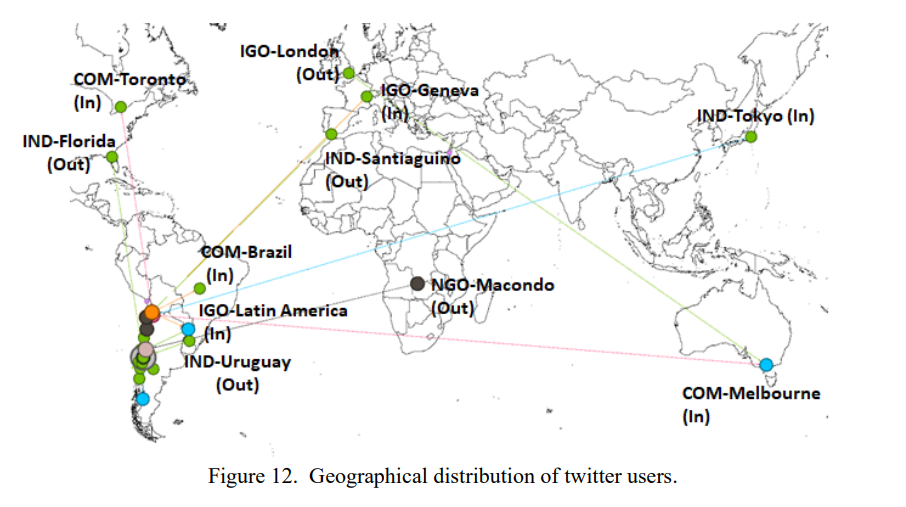 IGO-London
(Out)
COM-Toronto
(In)
IGO-Geneva
(In)
IND-Tokyo (In)
IND-Florida
(Out)
IND-Santiaguino
(Out)
COM-Brazil
(In)
NGO-Macondo
(Out)
IGO-Latin America
(In)
IND-Uruguay
(Out)
COM-Melbourne
(In)
Figure 12. Geographical distribution of twitter users.